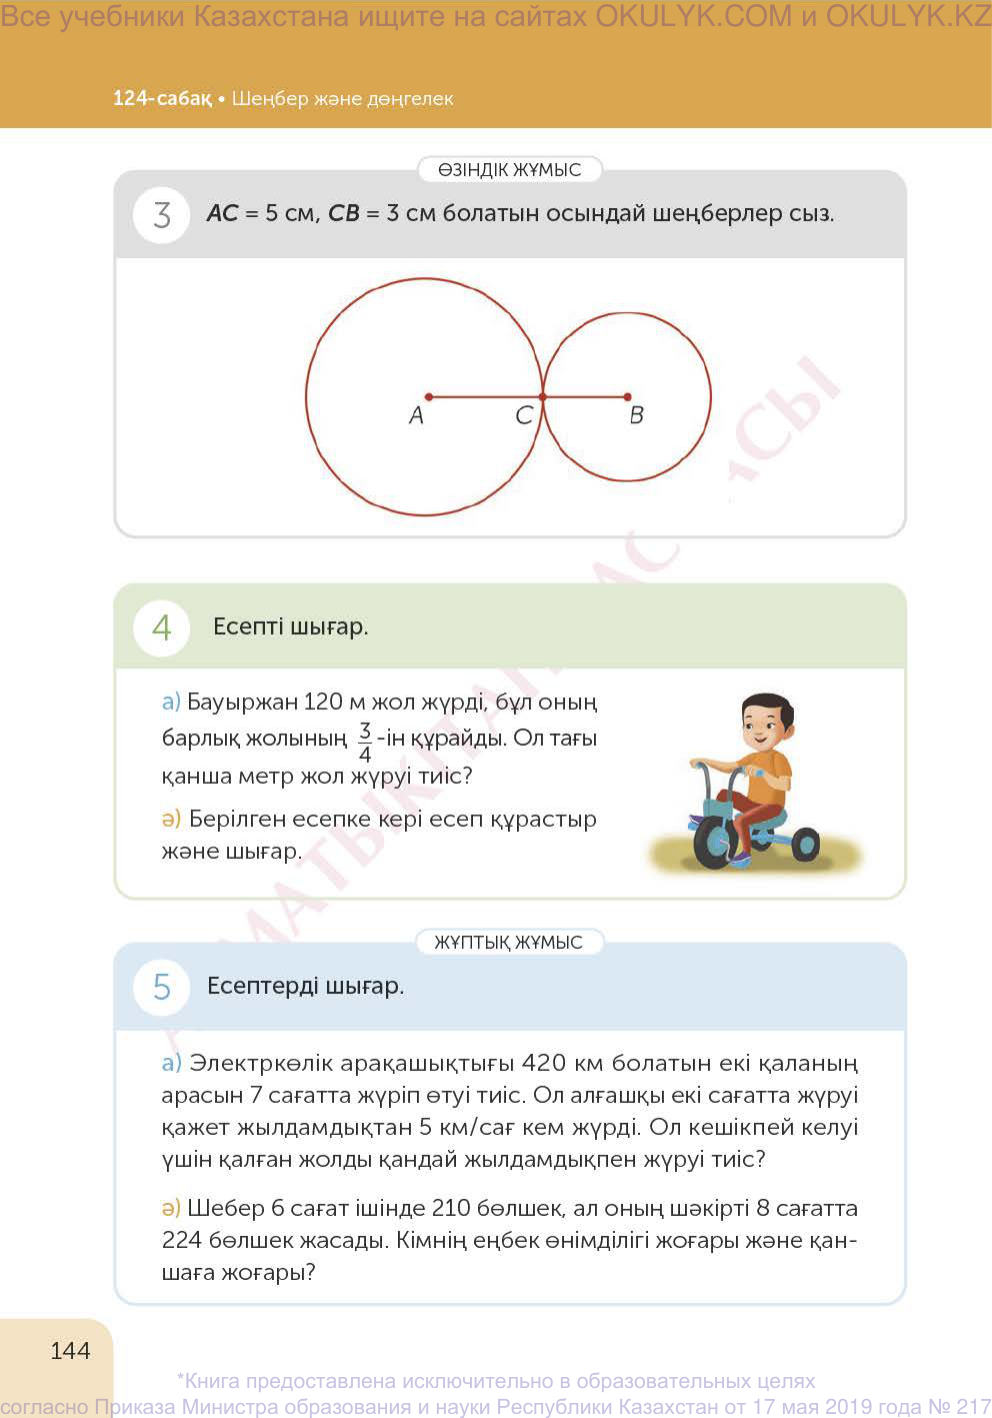 Все учебники Казахстана ищите на сайтах OKULYK.COM и OKULYK.KZ
124-сабақ • Шеңбер және дөңгелек
ӨЗІНДІК ЖҰМЫС
3 AC = 5 см, CB = 3 см болатын осындай шеңберлер сыз.
A C B
4 Есепті шығар.
а) Бауыржан 120 м жол жүрді, бұл оның
барлық жолының 3/4-ін құрайды. Ол тағы
қанша метр жол жүруі тиіс?
ә) Берілген есепке кері есеп құрастыр
және шығар.
ЖҰПТЫҚ ЖҰМЫС
5 Есептерді шығар.
а) Электркөлік арақашықтығы 420 км болатын екі қаланың
арасын 7 сағатта жүріп өтуі тиіс. Ол алғашқы екі сағатта жүруі
қажет жылдамдықтан 5 км/сағ кем жүрді. Ол кешікпей келуі
үшін қалған жолды қандай жылдамдықпен жүруі тиіс?
ә) Шебер 6 сағат ішінде 210 бөлшек, ал оның шәкірті 8 сағатта
224 бөлшек жасады. Кімнің еңбек өнімділігі жоғары және қан-
шаға жоғары?
144
*Книга предоставлена исключительно в образовательных целях
согласно Приказа Министра образования и науки Республики Казахстан от 17 мая 2019 года № 217